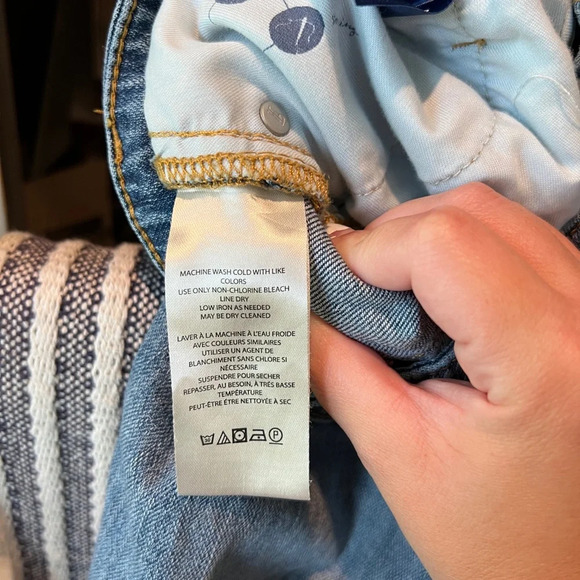 MACHINE WASH COLD WITH LIKE
COLORS
USE ONLY NON-CHLORINE BLEACH
LINE DRY
LOW IRON AS NEEDED
MAY BE DRY CLEANED
LAVER À LA MACHINE À L'EAU FROIDE
AVEC COULEURS SIMILAIRES
UTILISER UN AGENT DE
BLANCHIMENT SANS CHLORE SI
NÉCESSAIRE
SUSPENDRE POUR SECHER
REPASSER, AU BESOIN, À TRÈS BASSE
TEMPÉRATURE
PEUT-ÊTRE ÊTRE NETTOYÉE À SEC
P